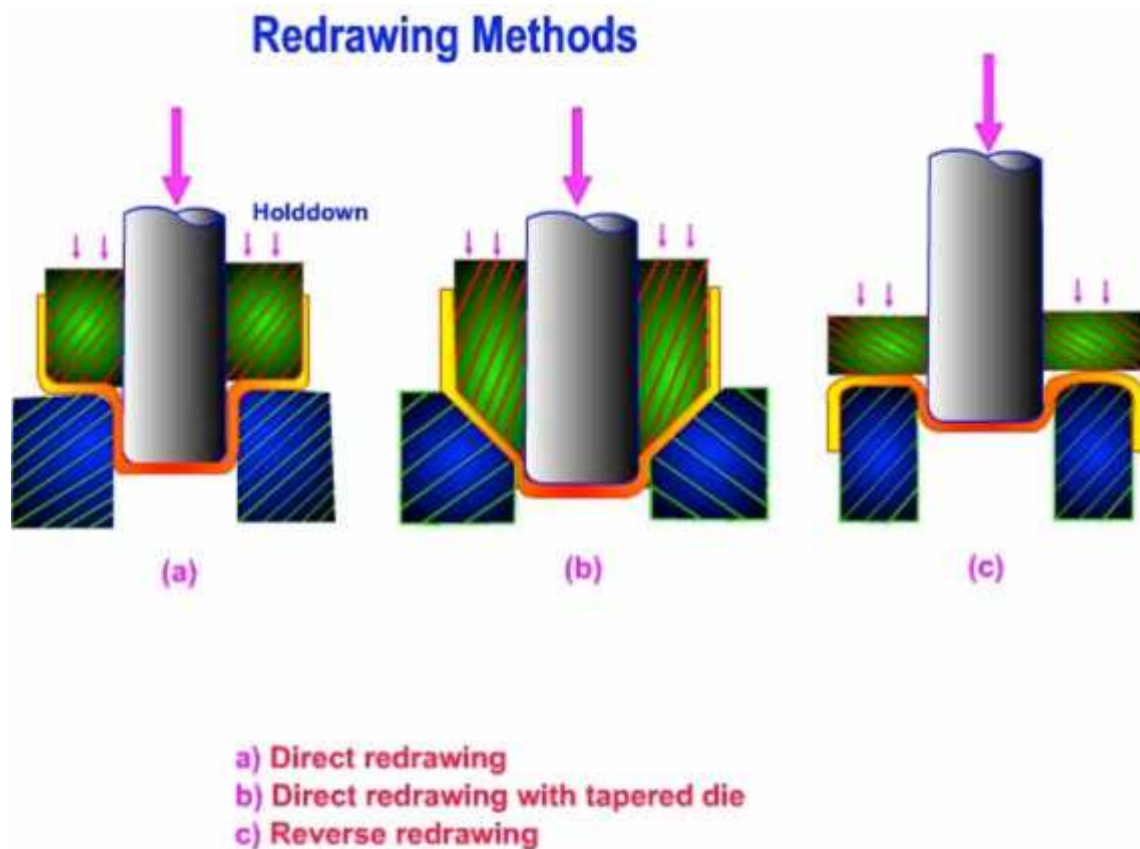 Redrawing Methods
Holddown
(a)
(b)
(c)
a) Direct redrawing
b) Direct redrawing with tapered die
c) Reverse redrawing